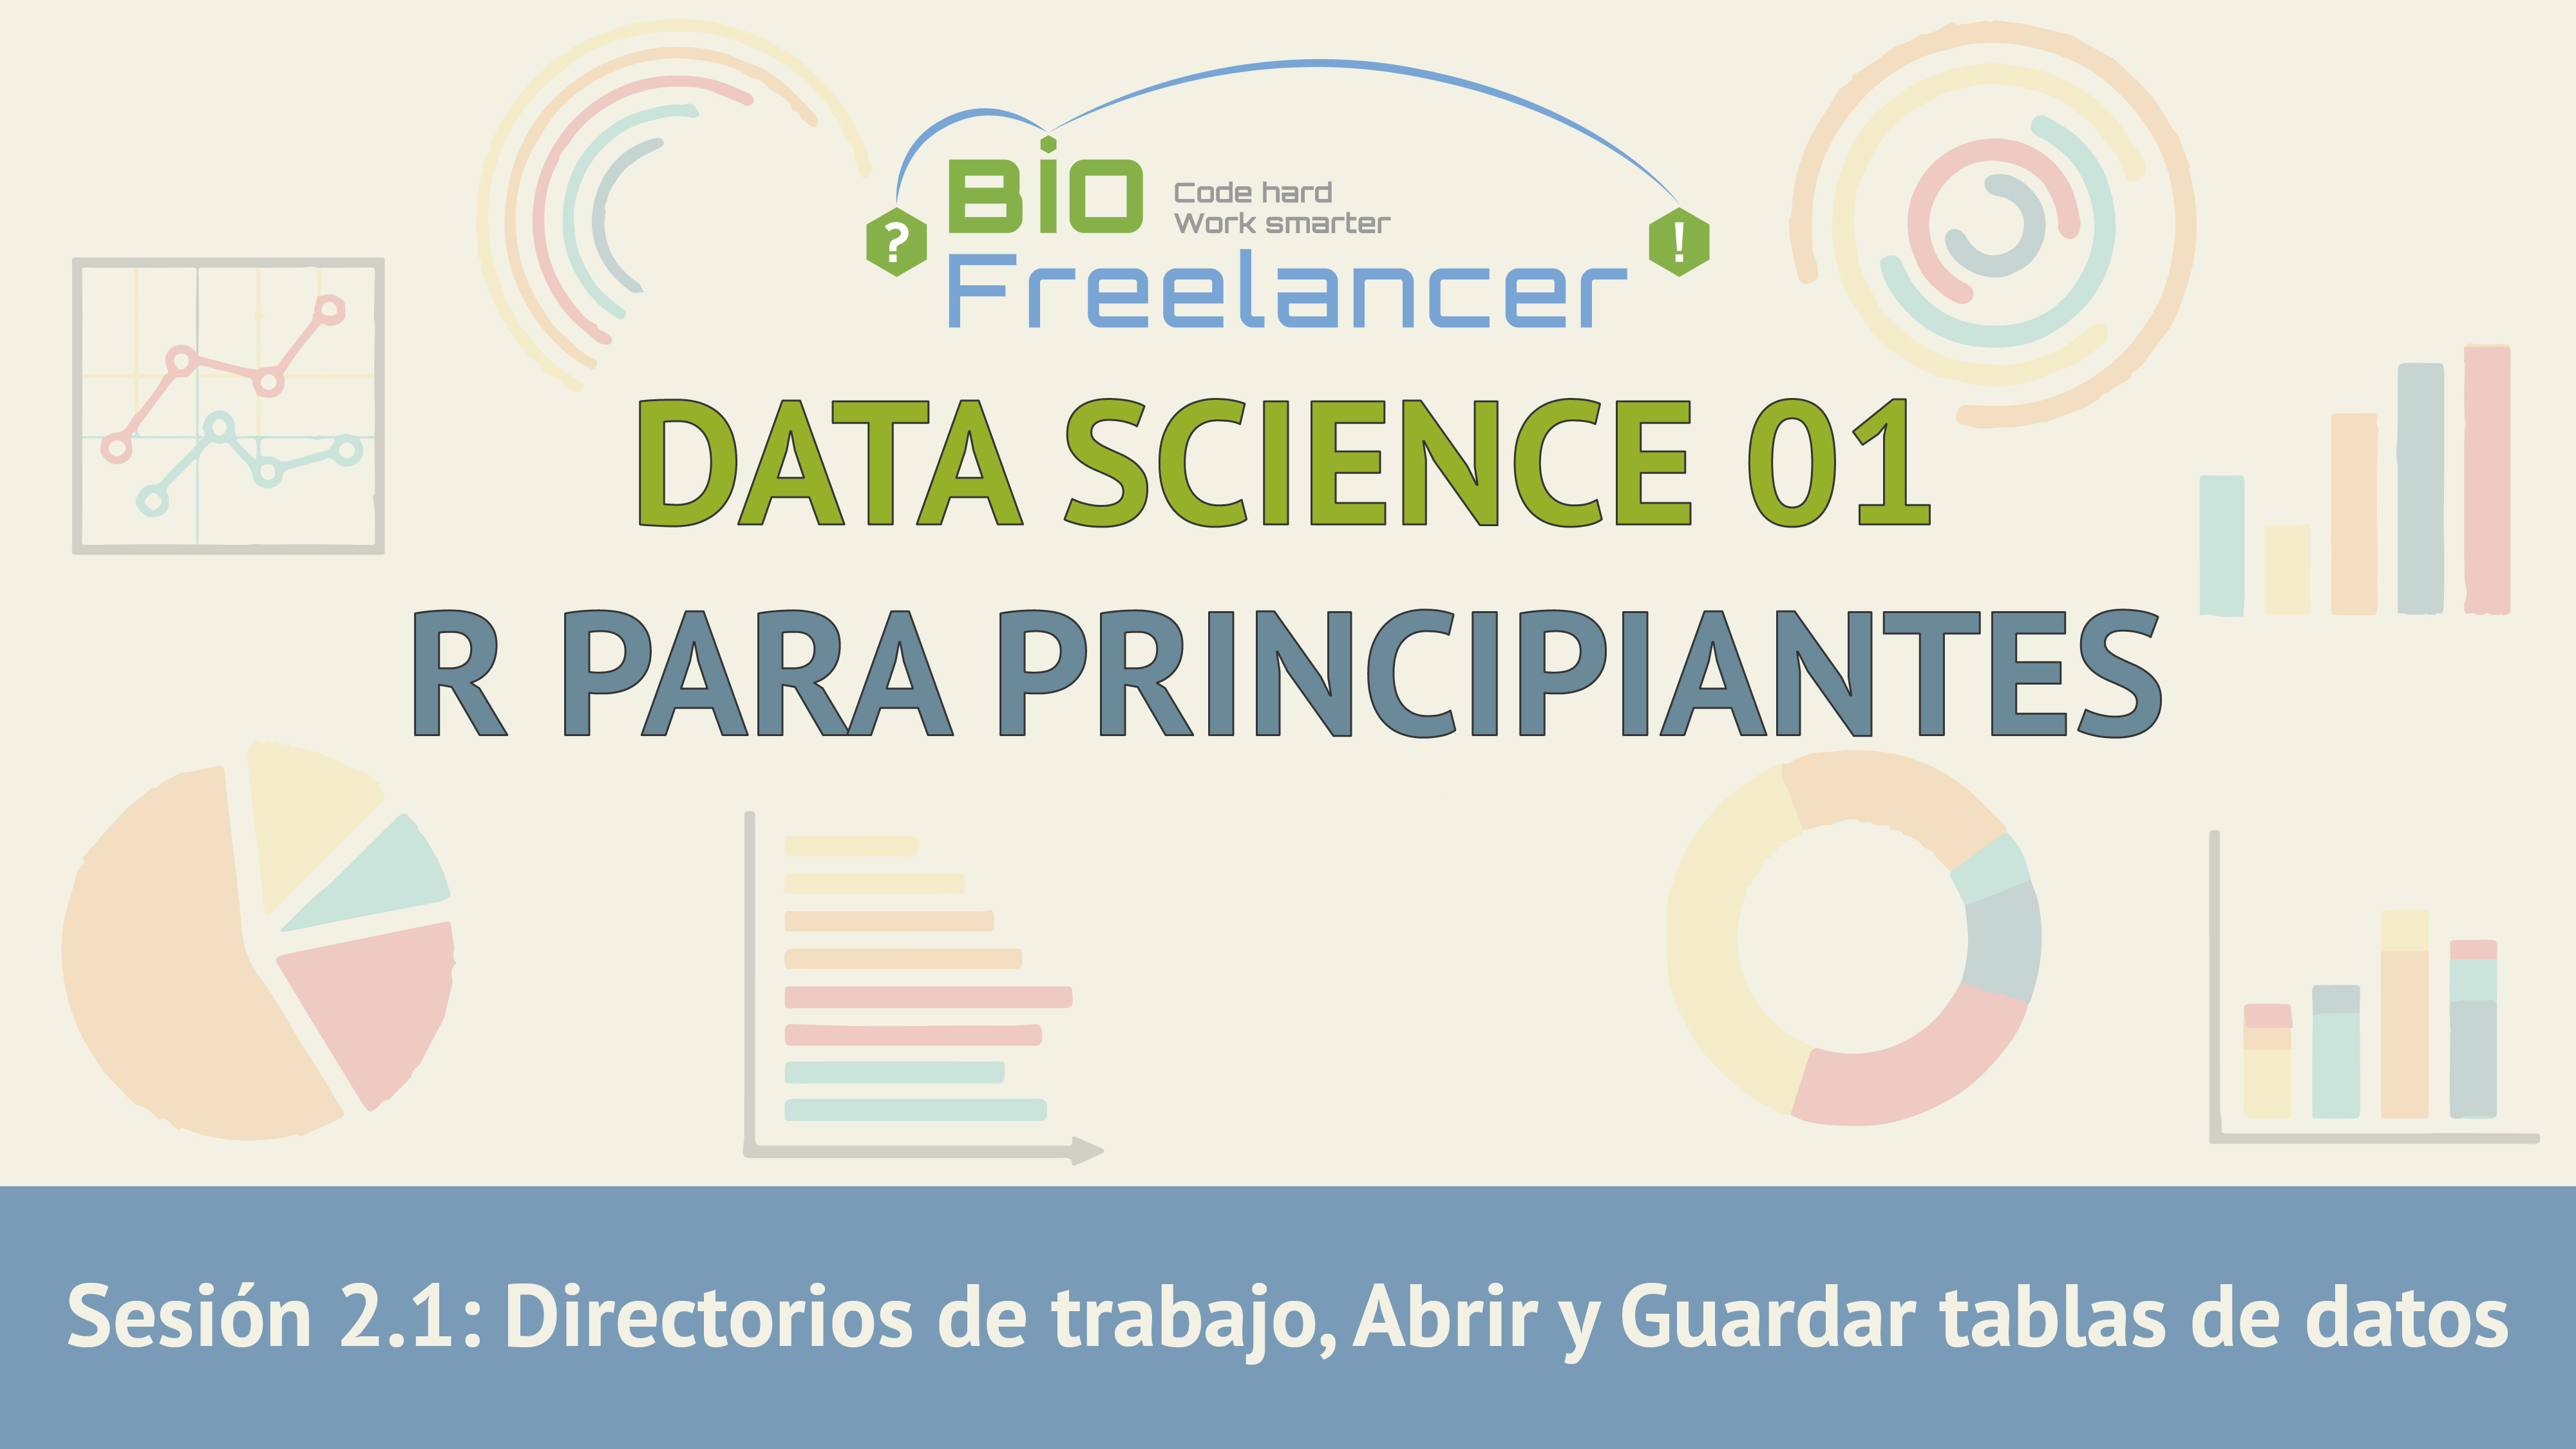 BiO
Code hard
Work smarter
? Freelancer !
DATA SCIENCE 01
R PARA PRINCIPIANTES
Sesión 2.1: Directorios de trabajo, Abrir y Guardar tablas de datos